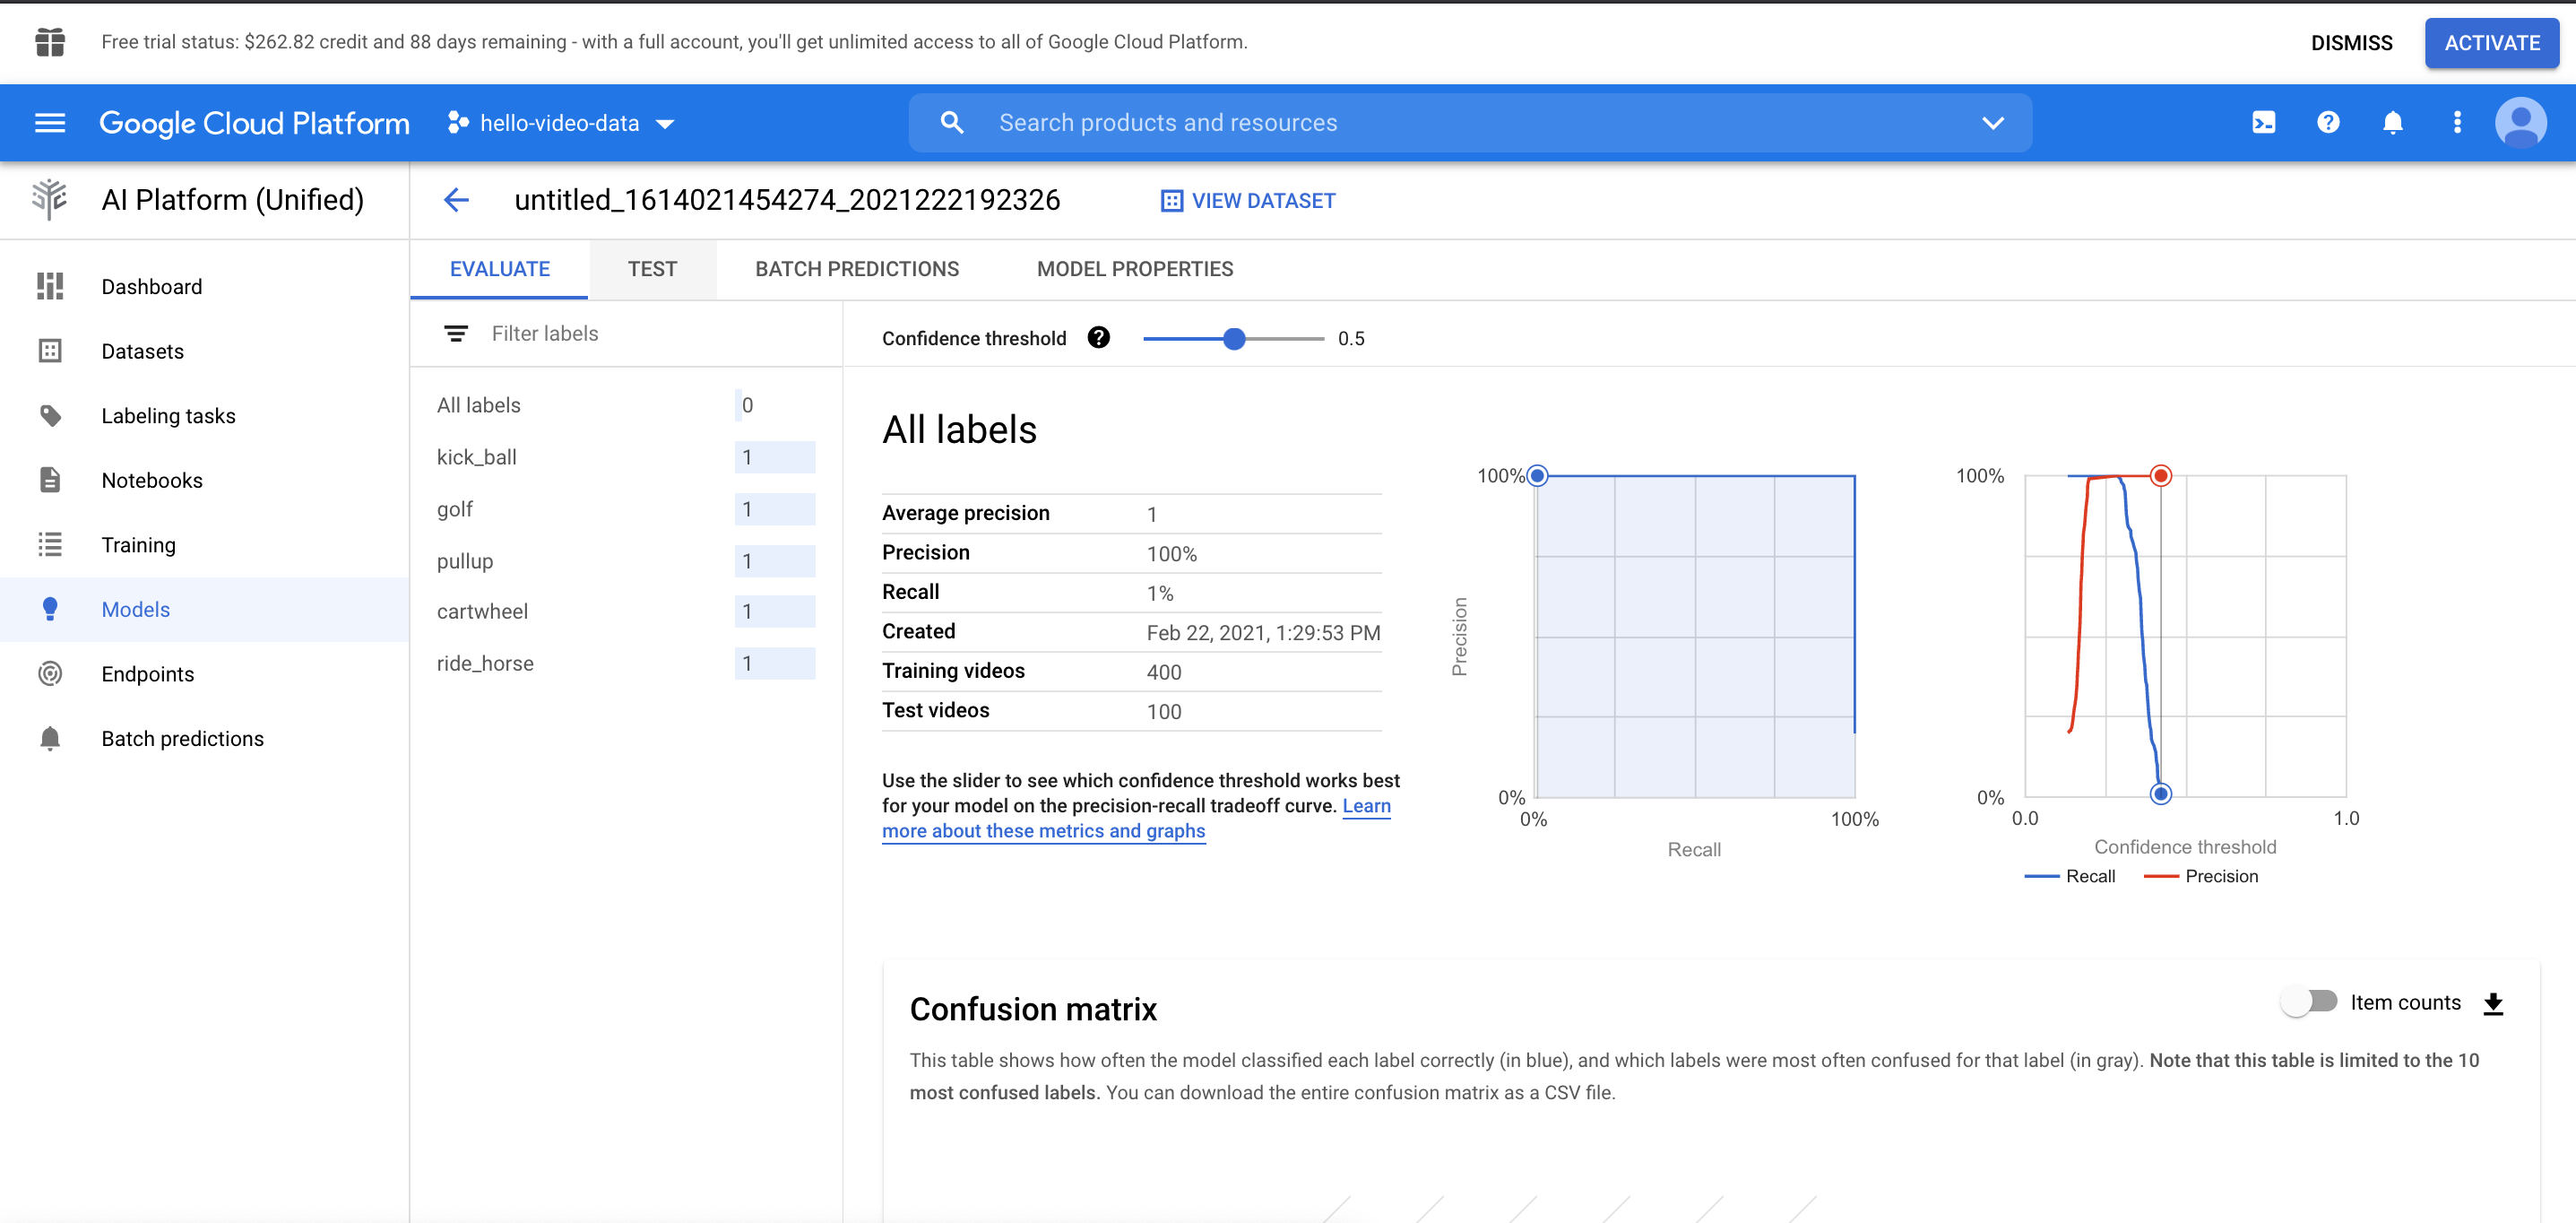 Free trial status: $262.82 credit and 88 days remaining - with a full account, you'll get unlimited access to all of Google Cloud Platform.
DISMISS
ACTIVATE
Google Cloud Platform
hello-video-data
Search products and resources
AI Platform (Unified)
untitled_1614021454274_2021222192326
VIEW DATASET
Dashboard
Datasets
Labeling tasks
Notebooks
Training
Models
Endpoints
Batch predictions
EVALUATE
TEST
BATCH PREDICTIONS
MODEL PROPERTIES
Filter labels
All labels 0
kick_ball 1
golf 1
pullup 1
cartwheel 1
ride_horse 1
Confidence threshold ? 0.5
All labels
Average precision 1
Precision 100%
Recall 1%
Created Feb 22, 2021, 1:29:53 PM
Training videos 400
Test videos 100
Use the slider to see which confidence threshold works best
for your model on the precision-recall tradeoff curve. Learn
more about these metrics and graphs
100%
Precision
0%
0% 100%
Recall
100%
0%
0.0 1.0
Confidence threshold
Recall Precision
Confusion matrix
Item counts
This table shows how often the model classified each label correctly (in blue), and which labels were most often confused for that label (in gray). Note that this table is limited to the 10
most confused labels. You can download the entire confusion matrix as a CSV file.